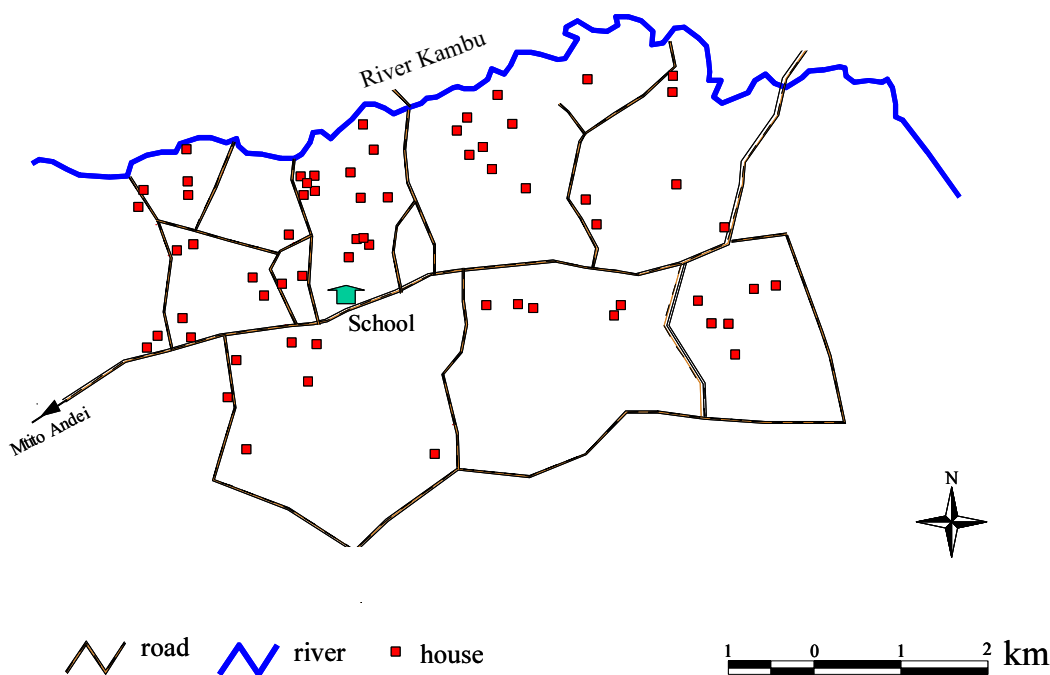 River Kambu
School
Mtito Andei
N
road
river
house
1 0 1 2 km